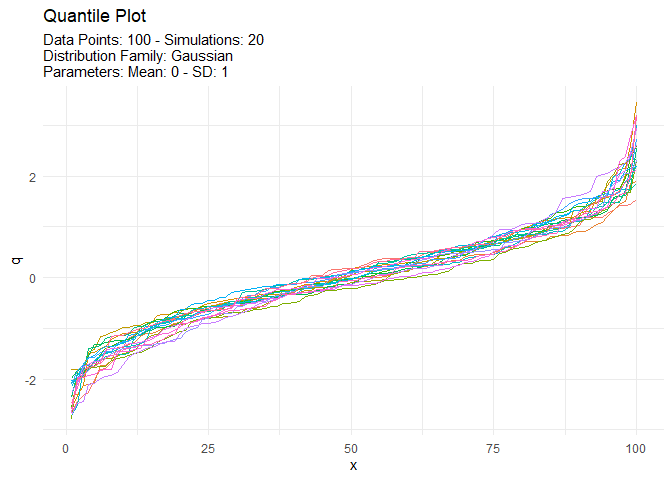 Quantile Plot
Data Points: 100 - Simulations: 20
Distribution Family: Gaussian
Parameters: Mean: 0 - SD: 1
2
0
-2
q
0 25 50 75 100
x